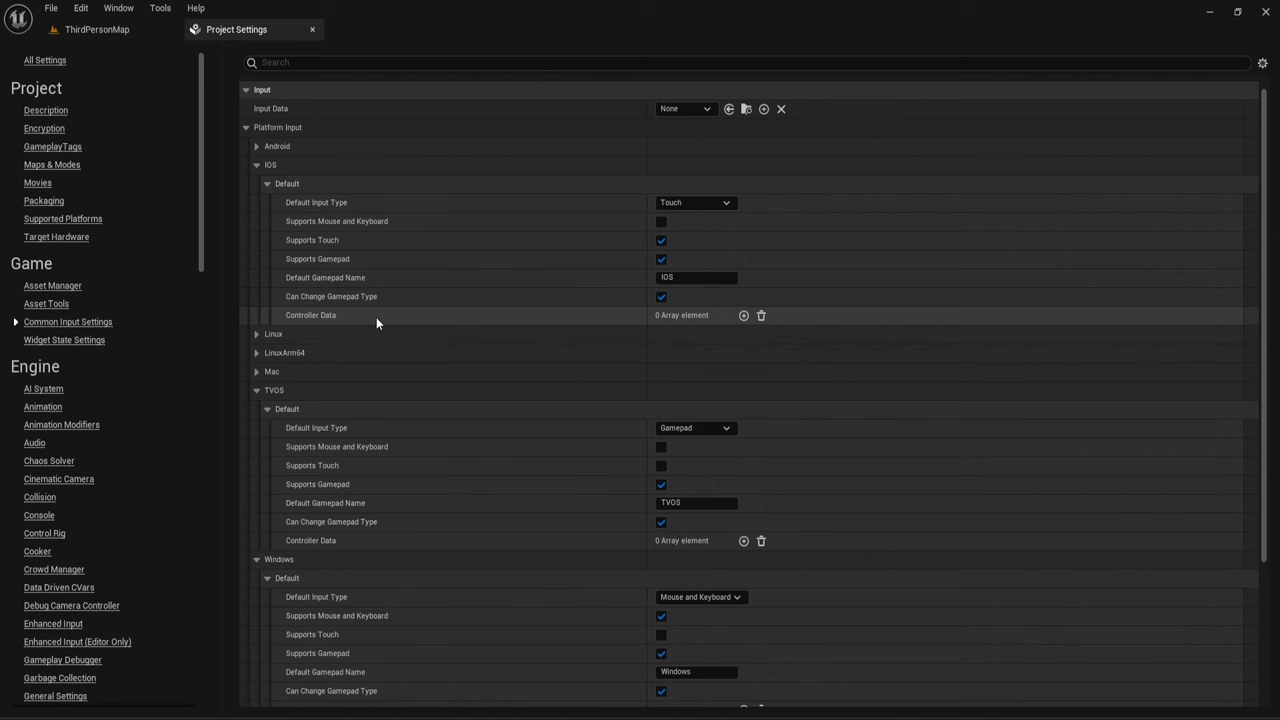 File Edit Window Tools Help
ThirdPersonMap Project Settings
All Settings
Project
Description
Encryption
GameplayTags
Maps & Modes
Movies
Packaging
Supported Platforms
Target Hardware
Game
Asset Manager
Asset Tools
Common Input Settings
Widget State Settings
Engine
AI System
Animation
Animation Modifiers
Audio
Chaos Solver
Cinematic Camera
Collision
Console
Control Rig
Cooker
Crowd Manager
Data Driven CVars
Debug Camera Controller
Enhanced Input
Enhanced Input (Editor Only)
Gameplay Debugger
Garbage Collection
General Settings
Search
Input
Input Data None
Platform Input
Android
IOS
Default
Default Input Type Touch
Supports Mouse and Keyboard
Supports Touch
Supports Gamepad
Default Gamepad Name IOS
Can Change Gamepad Type
Controller Data 0 Array element
Linux
LinuxArm64
Mac
TVOS
Default
Default Input Type Gamepad
Supports Mouse and Keyboard
Supports Touch
Supports Gamepad
Default Gamepad Name TVOS
Can Change Gamepad Type
Controller Data 0 Array element
Windows
Default
Default Input Type Mouse and Keyboard
Supports Mouse and Keyboard
Supports Touch
Supports Gamepad
Default Gamepad Name Windows
Can Change Gamepad Type